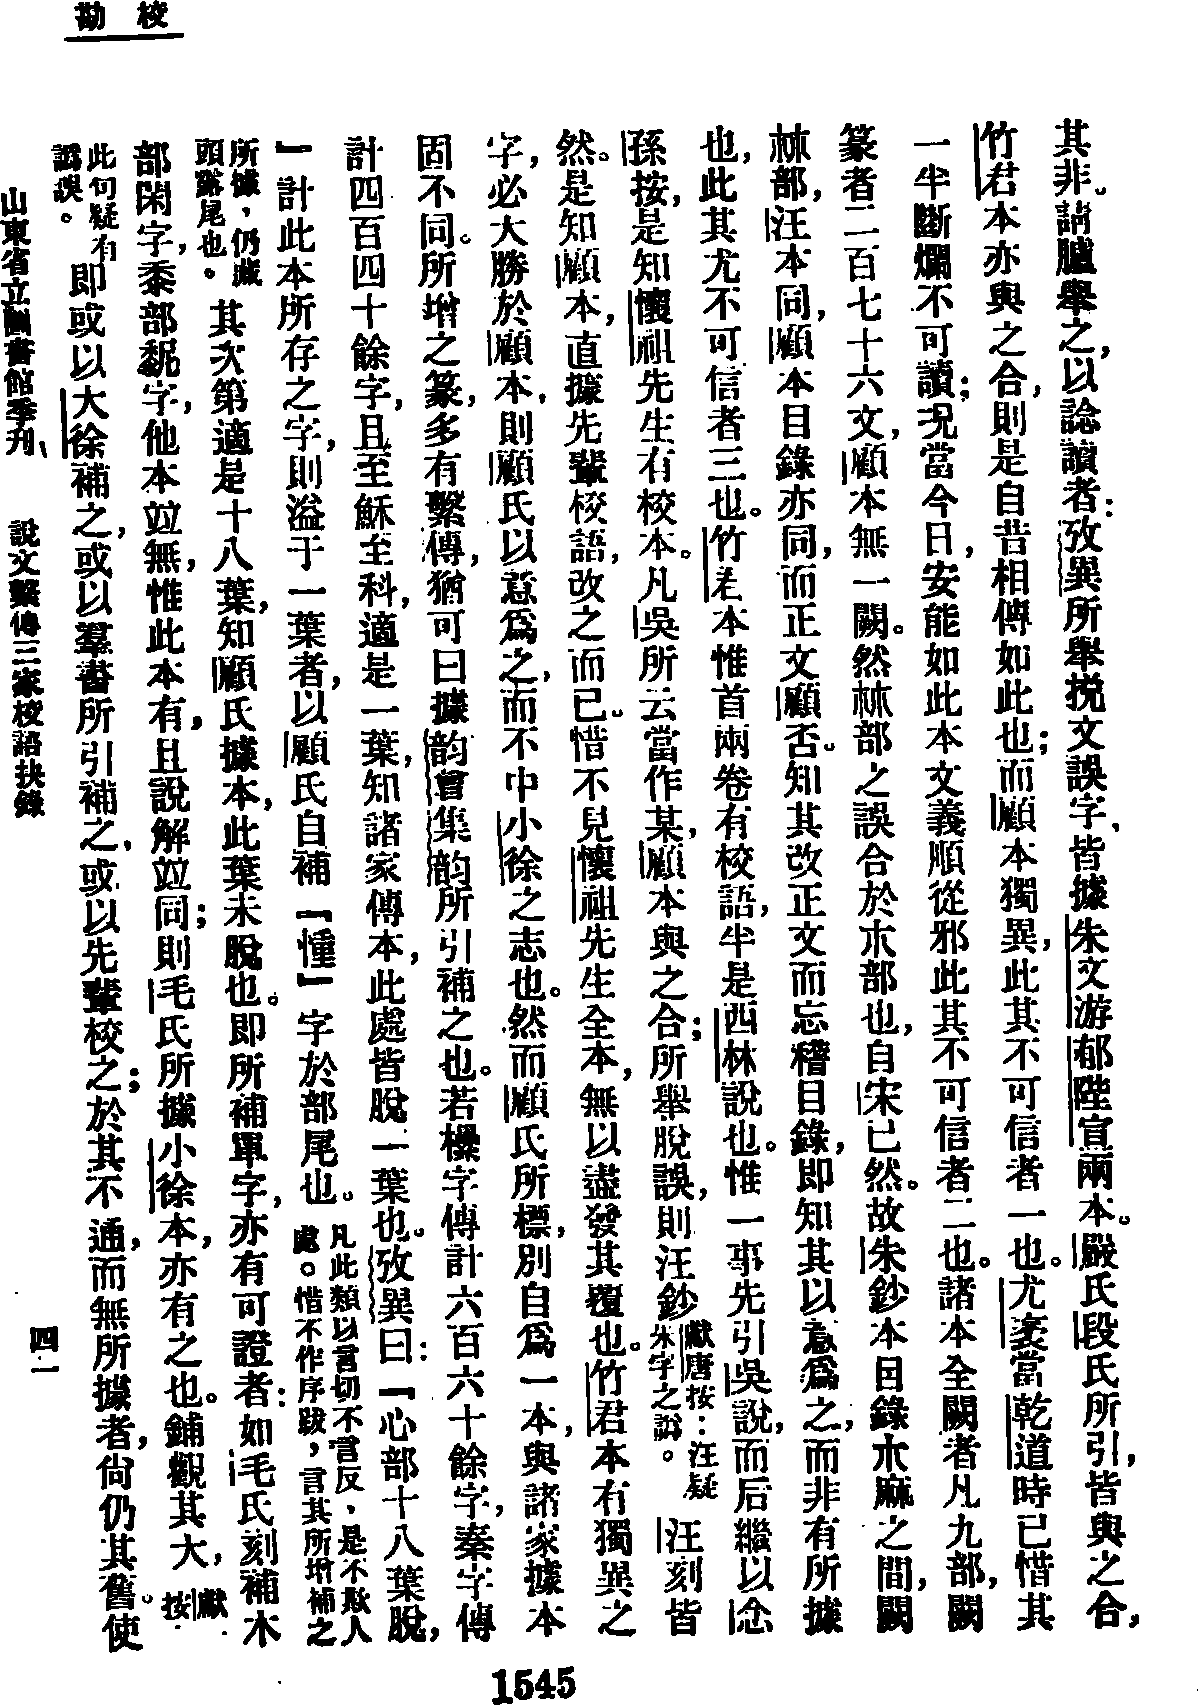 校勘
其非。請臚舉之,以諗讀者:攷異所舉捝文誤字,皆據朱文游郁陛宣兩本。嚴氏段氏所引,皆與之合,
竹君本亦與之合,則是自昔相傳如此也;而顧本獨異,此其不可信者一也。尤袤當乾道時已惜其
一半斷爛不可讀;況當今日,安能如此本文義順從邪此其不可信者二也。諸本全闕者凡九部,闕
篆者二百七十六文,顧本無一闕。然林部之誤合於木部也,自宋已然。故朱鈔本目錄木麻之間,闕
林部,汪本同,顧本目錄亦同,而正文顧否。知其改正文而忘稽目錄,即知其以意為之,而非有所據
也,此其尤不可信者三也。竹君本惟首兩卷有校語,半是西林說也。惟一事先引吳說,而后繼以念
孫按,是知懷祖先生有校本。凡吳所云當作某,顧本與之合;所舉脫誤,則汪鈔獻唐按:汪疑朱字之譌。汪刻皆
然。是知顧本,直據先輩校語,改之而已。惜不見懷祖先生全本,無以盡發其覆也。竹君本有獨異之
字,必大勝於顧本,則顧氏以意為之,而不中小徐之志也。然而顧氏所標,別自為一本,與諸家據本
固不同。所增之篆,多有繫傳,猶可曰據韵會集韵所引補之也。若檏字傳計六百六十餘字,秦字傳
計四百四十餘字,且至穌至科,適是一葉,知諸家傳本,此處皆脫一葉也。攷異曰:『心部十八葉脫,
』計此本所存之字,則溢于一葉者,以顧氏自補『憧』字於部尾也。凡此類以言切不言反,是不欺人處。惜不作序跋,言其所增補之
所據,仍藏頭露尾也。其次第適是十八葉,知顧氏據本,此葉未脫也。即所補單字,亦有可證者:如毛氏刻補木
部閑字,黍部䵒字,他本竝無,惟此本有,且說解竝同;則毛氏所據小徐本,亦有之也。鋪觀其大,獻按
此句疑有譌誤。即或以大徐補之,或以羣書所引補之,或以先輩校之;於其不通,而無所據者,尚仍其舊。使
山東省立圖書館季刊 說文繫傳三家校語抉錄 四一
1545